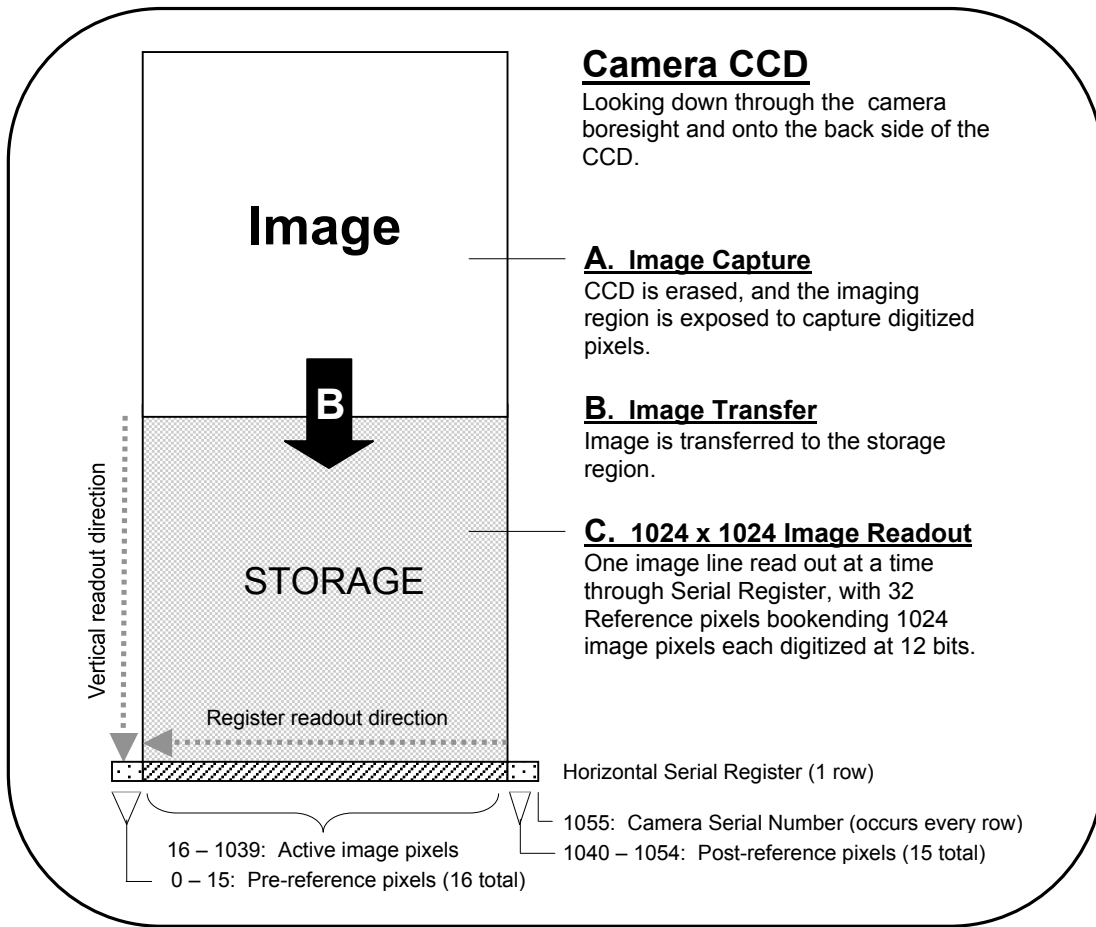 Camera CCD
Looking down through the camera
boresight and onto the back side of the
CCD.
Image
A. Image Capture
CCD is erased, and the imaging
region is exposed to capture digitized
pixels.
B
B. Image Transfer
Image is transferred to the storage
region.
Vertical readout direction
STORAGE
C. 1024 x 1024 Image Readout
One image line read out at a time
through Serial Register, with 32
Reference pixels bookending 1024
image pixels each digitized at 12 bits.
Register readout direction
Horizontal Serial Register (1 row)
1055: Camera Serial Number (occurs every row)
16 – 1039: Active image pixels
1040 – 1054: Post-reference pixels (15 total)
0 – 15: Pre-reference pixels (16 total)